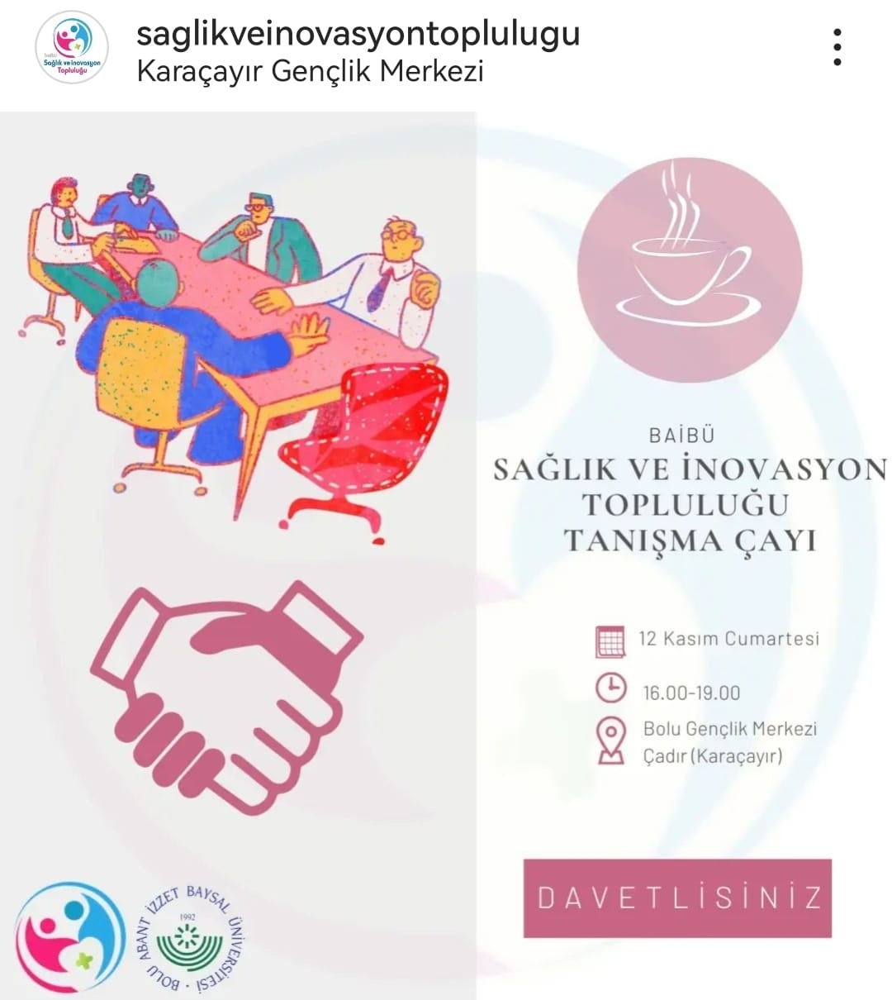 saglikveinovasyontoplulugu
Karaçayır Gençlik Merkezi
baibü
Sağlık ve inovasyon
Topluluğu
BAİBÜ
SAĞLIK VE İNOVASYON
TOPLULUĞU
TANIŞMA ÇAYI
12 Kasım Cumartesi
16.00-19.00
Bolu Gençlik Merkezi
Çadır (Karaçayır)
DAVETLİSİNİZ
BOLU ABANT İZZET BAYSAL ÜNİVERSİTESİ
1992